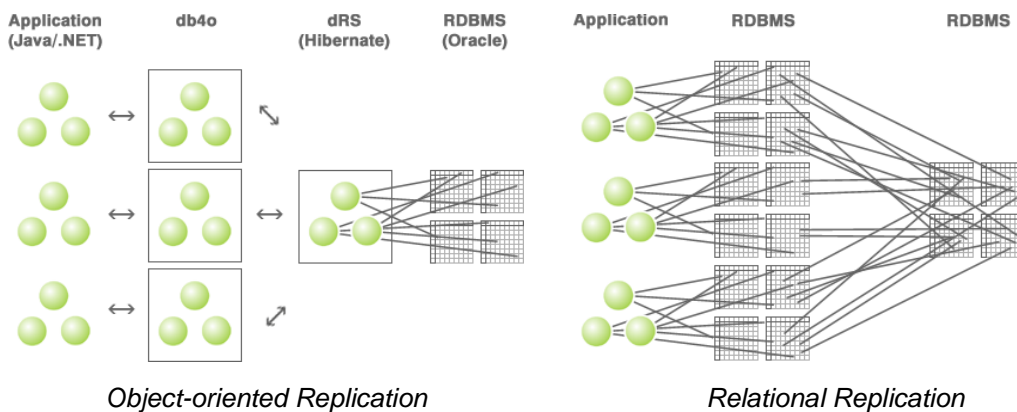 Application
(Java/.NET)
db4o
dRS
(Hibernate)
RDBMS
(Oracle)
Application
RDBMS
RDBMS
Object-oriented Replication
Relational Replication